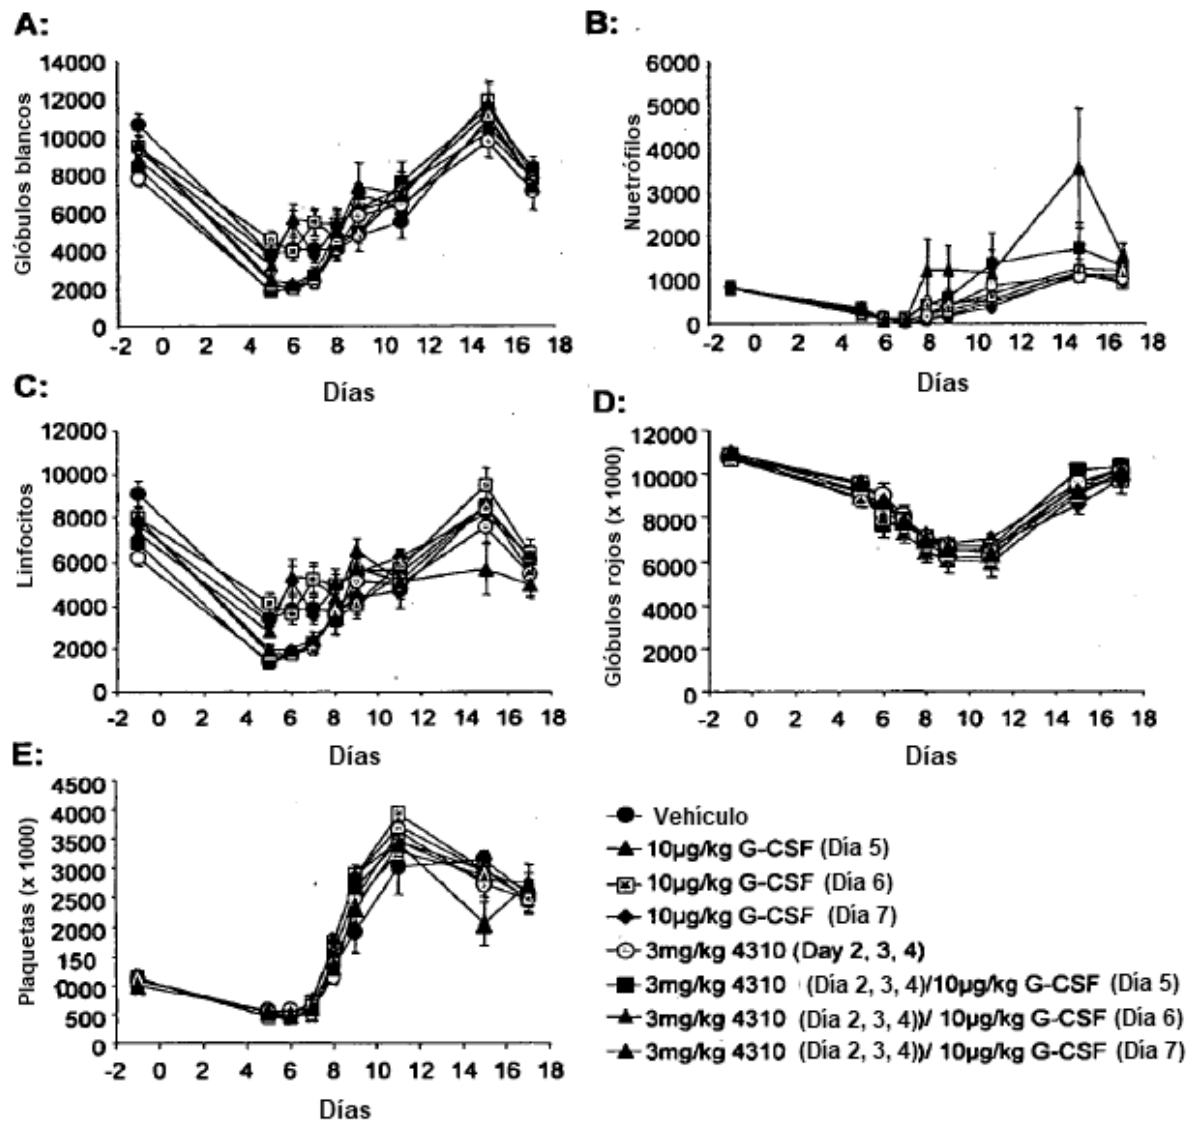 A:
14000
12000
10000
8000
6000
4000
2000
0
Glóbulos blancos
-2 0 2 4 6 8 10 12 14 16 18
Días
B:
6000
5000
4000
3000
2000
1000
0
Nuetrófilos
-2 0 2 4 6 8 10 12 14 16 18
Días
C:
12000
10000
8000
6000
4000
2000
0
Linfocitos
-2 0 2 4 6 8 10 12 14 16 18
Días
D:
12000
10000
8000
6000
4000
2000
0
Glóbulos rojos (x 1000)
-2 0 2 4 6 8 10 12 14 16 18
Días
E:
4500
4000
3500
3000
2500
2000
150
1000
500
0
Plaquetas (x 1000)
-2 0 2 4 6 8 10 12 14 16 18
Días
Vehículo
10µg/kg G-CSF (Día 5)
10µg/kg G-CSF (Día 6)
10µg/kg G-CSF (Día 7)
3mg/kg 4310 (Day 2, 3, 4)
3mg/kg 4310 (Día 2, 3, 4)/10µg/kg G-CSF (Día 5)
3mg/kg 4310 (Día 2, 3, 4))/ 10µg/kg G-CSF (Día 6)
3mg/kg 4310 (Día 2, 3, 4))/ 10µg/kg G-CSF (Día 7)